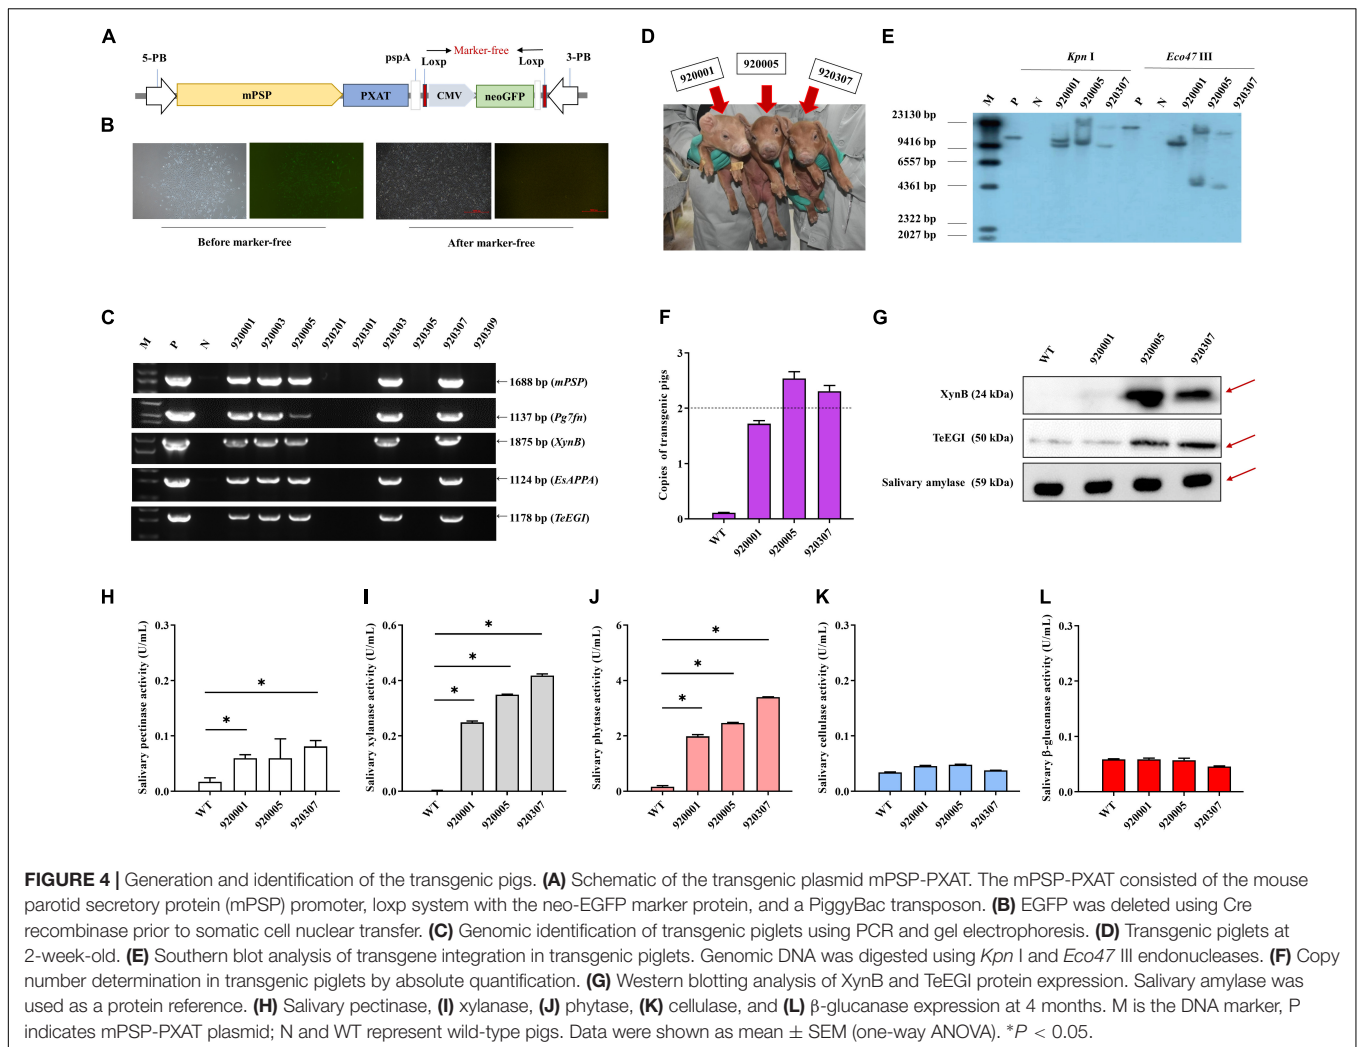 A
5-PB
pspA
Marker-free
Loxp
Loxp
3-PB
mPSP
PXAT
CMV
neoGFP
B
Before marker-free
After marker-free
D
920001
920005
920307
E
Kpn I
Eco47 III
M
P
N
920001
920005
920307
P
N
920001
920005
920307
23130 bp
9416 bp
6557 bp
4361 bp
2322 bp
2027 bp
C
M
P
N
920001
920003
920005
920201
920301
920303
920305
920307
920309
←1688 bp (mPSP)
←1137 bp (Pg7fn)
←1875 bp (XynB)
←1124 bp (EsAPPA)
←1178 bp (TeEGI)
F
Copies of transgenic pigs
3
2
1
0
WT
920001
920005
920307
G
WT
920001
920005
920307
XynB (24 kDa)
TeEGI (50 kDa)
Salivary amylase (59 kDa)
H
Salivary pectinase activity (U/mL)
0.3
0.2
0.1
0.0
*
*
WT
920001
920005
920307
I
Salivary xylanase activity (U/mL)
0.6
0.4
0.2
0.0
*
*
*
WT
920001
920005
920307
J
Salivary phytase activity (U/mL)
6
4
2
0
*
*
*
WT
920001
920005
920307
K
Salivary cellulase activity (U/mL)
0.3
0.2
0.1
0.0
WT
920001
920005
920307
L
Salivary β-glucanase activity (U/mL)
0.3
0.2
0.1
0.0
WT
920001
920005
920307
FIGURE 4 | Generation and identification of the transgenic pigs. (A) Schematic of the transgenic plasmid mPSP-PXAT. The mPSP-PXAT consisted of the mouse
parotid secretory protein (mPSP) promoter, loxp system with the neo-EGFP marker protein, and a PiggyBac transposon. (B) EGFP was deleted using Cre
recombinase prior to somatic cell nuclear transfer. (C) Genomic identification of transgenic piglets using PCR and gel electrophoresis. (D) Transgenic piglets at
2-week-old. (E) Southern blot analysis of transgene integration in transgenic piglets. Genomic DNA was digested using Kpn I and Eco47 III endonucleases. (F) Copy
number determination in transgenic piglets by absolute quantification. (G) Western blotting analysis of XynB and TeEGI protein expression. Salivary amylase was
used as a protein reference. (H) Salivary pectinase, (I) xylanase, (J) phytase, (K) cellulase, and (L) β-glucanase expression at 4 months. M is the DNA marker, P
indicates mPSP-PXAT plasmid; N and WT represent wild-type pigs. Data were shown as mean ± SEM (one-way ANOVA). *P < 0.05.